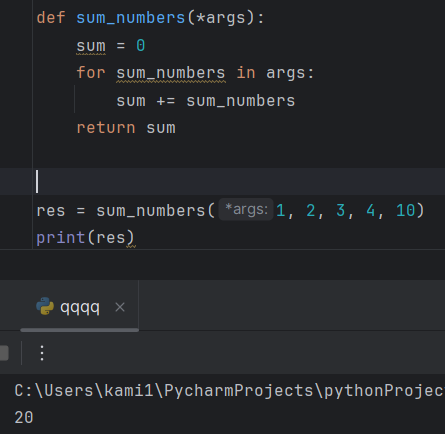 def sum_numbers(*args):
    sum = 0
    for sum_numbers in args:
        sum += sum_numbers
    return sum
res = sum_numbers( *args: 1, 2, 3, 4, 10)
print(res)
qqqq ×
C:\Users\kami1\PycharmProjects\pythonProjec
20